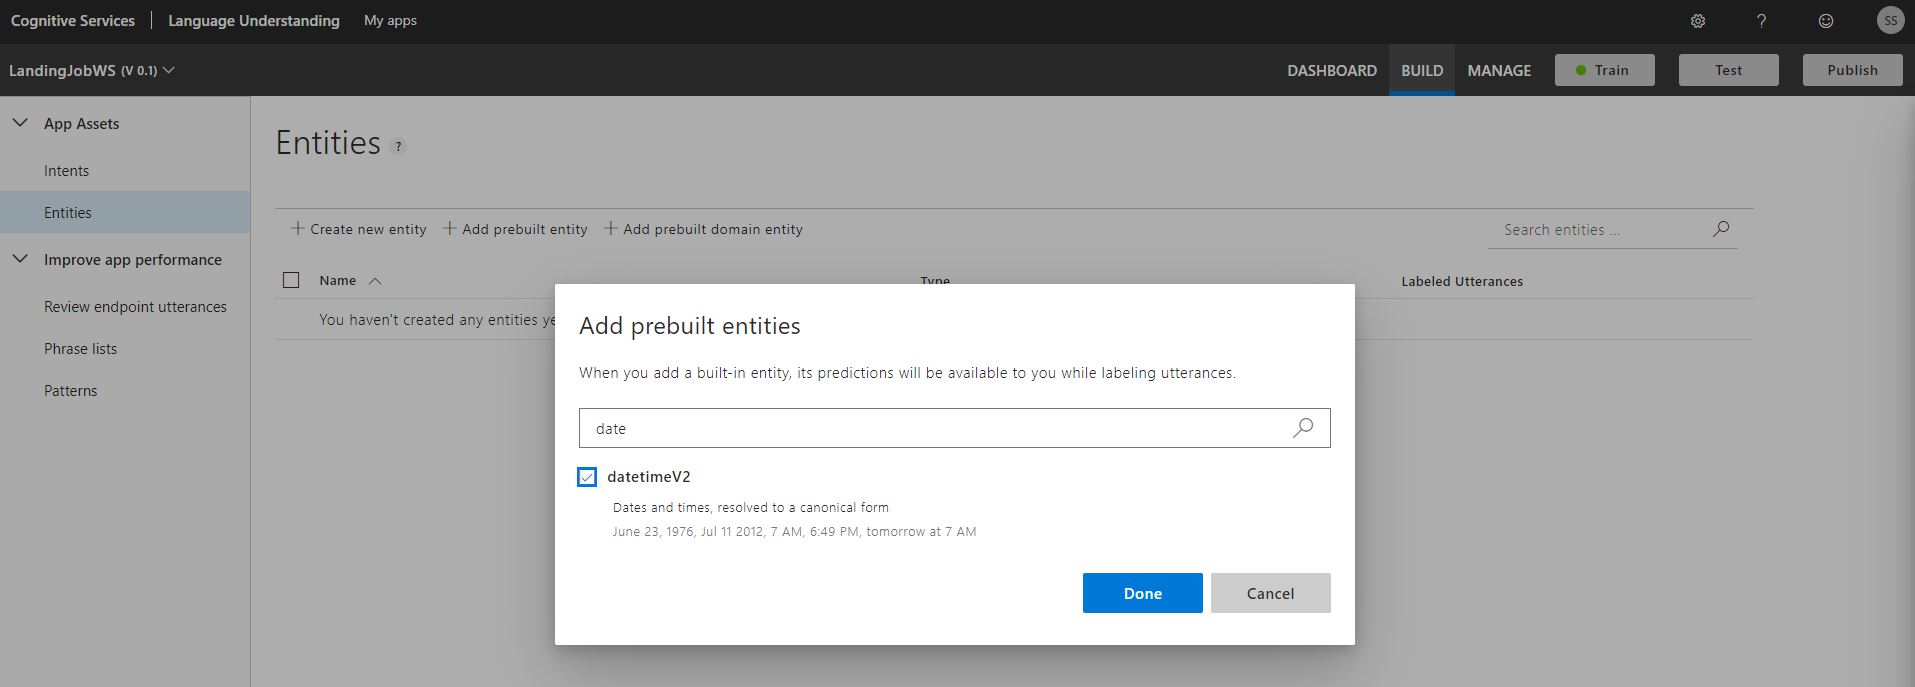 Cognitive Services Language Understanding My apps ? SS
LandingJobWS (V 0.1) DASHBOARD BUILD MANAGE Train Test Publish
App Assets
Intents
Entities
Improve app performance
Review endpoint utterances
Phrase lists
Patterns
Entities ?
Create new entity Add prebuilt entity Add prebuilt domain entity Search entities ...
Name Type Labeled Utterances
You haven't created any entities ye
Add prebuilt entities
When you add a built-in entity, its predictions will be available to you while labeling utterances.
date
datetimeV2
Dates and times, resolved to a canonical form
June 23, 1976, Jul 11 2012, 7 AM, 6:49 PM, tomorrow at 7 AM
Done Cancel